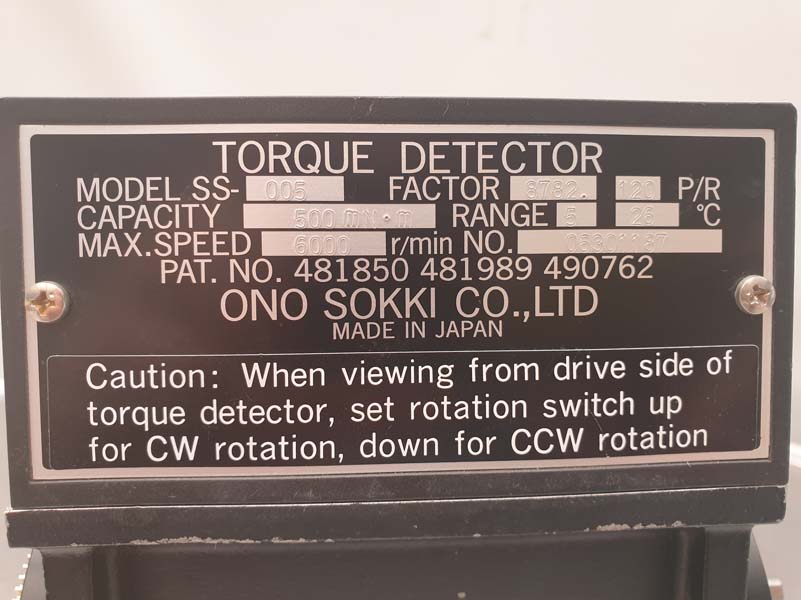 TORQUE DETECTOR
MODEL SS-005 FACTOR 8782. 120 P/R
CAPACITY 500 mN·m RANGE 5 26 °C
MAX.SPEED 6000 r/min NO.
PAT. NO. 481850 481989 490762
ONO SOKKI CO.,LTD
MADE IN JAPAN
Caution: When viewing from drive side of
torque detector, set rotation switch up
for CW rotation, down for CCW rotation